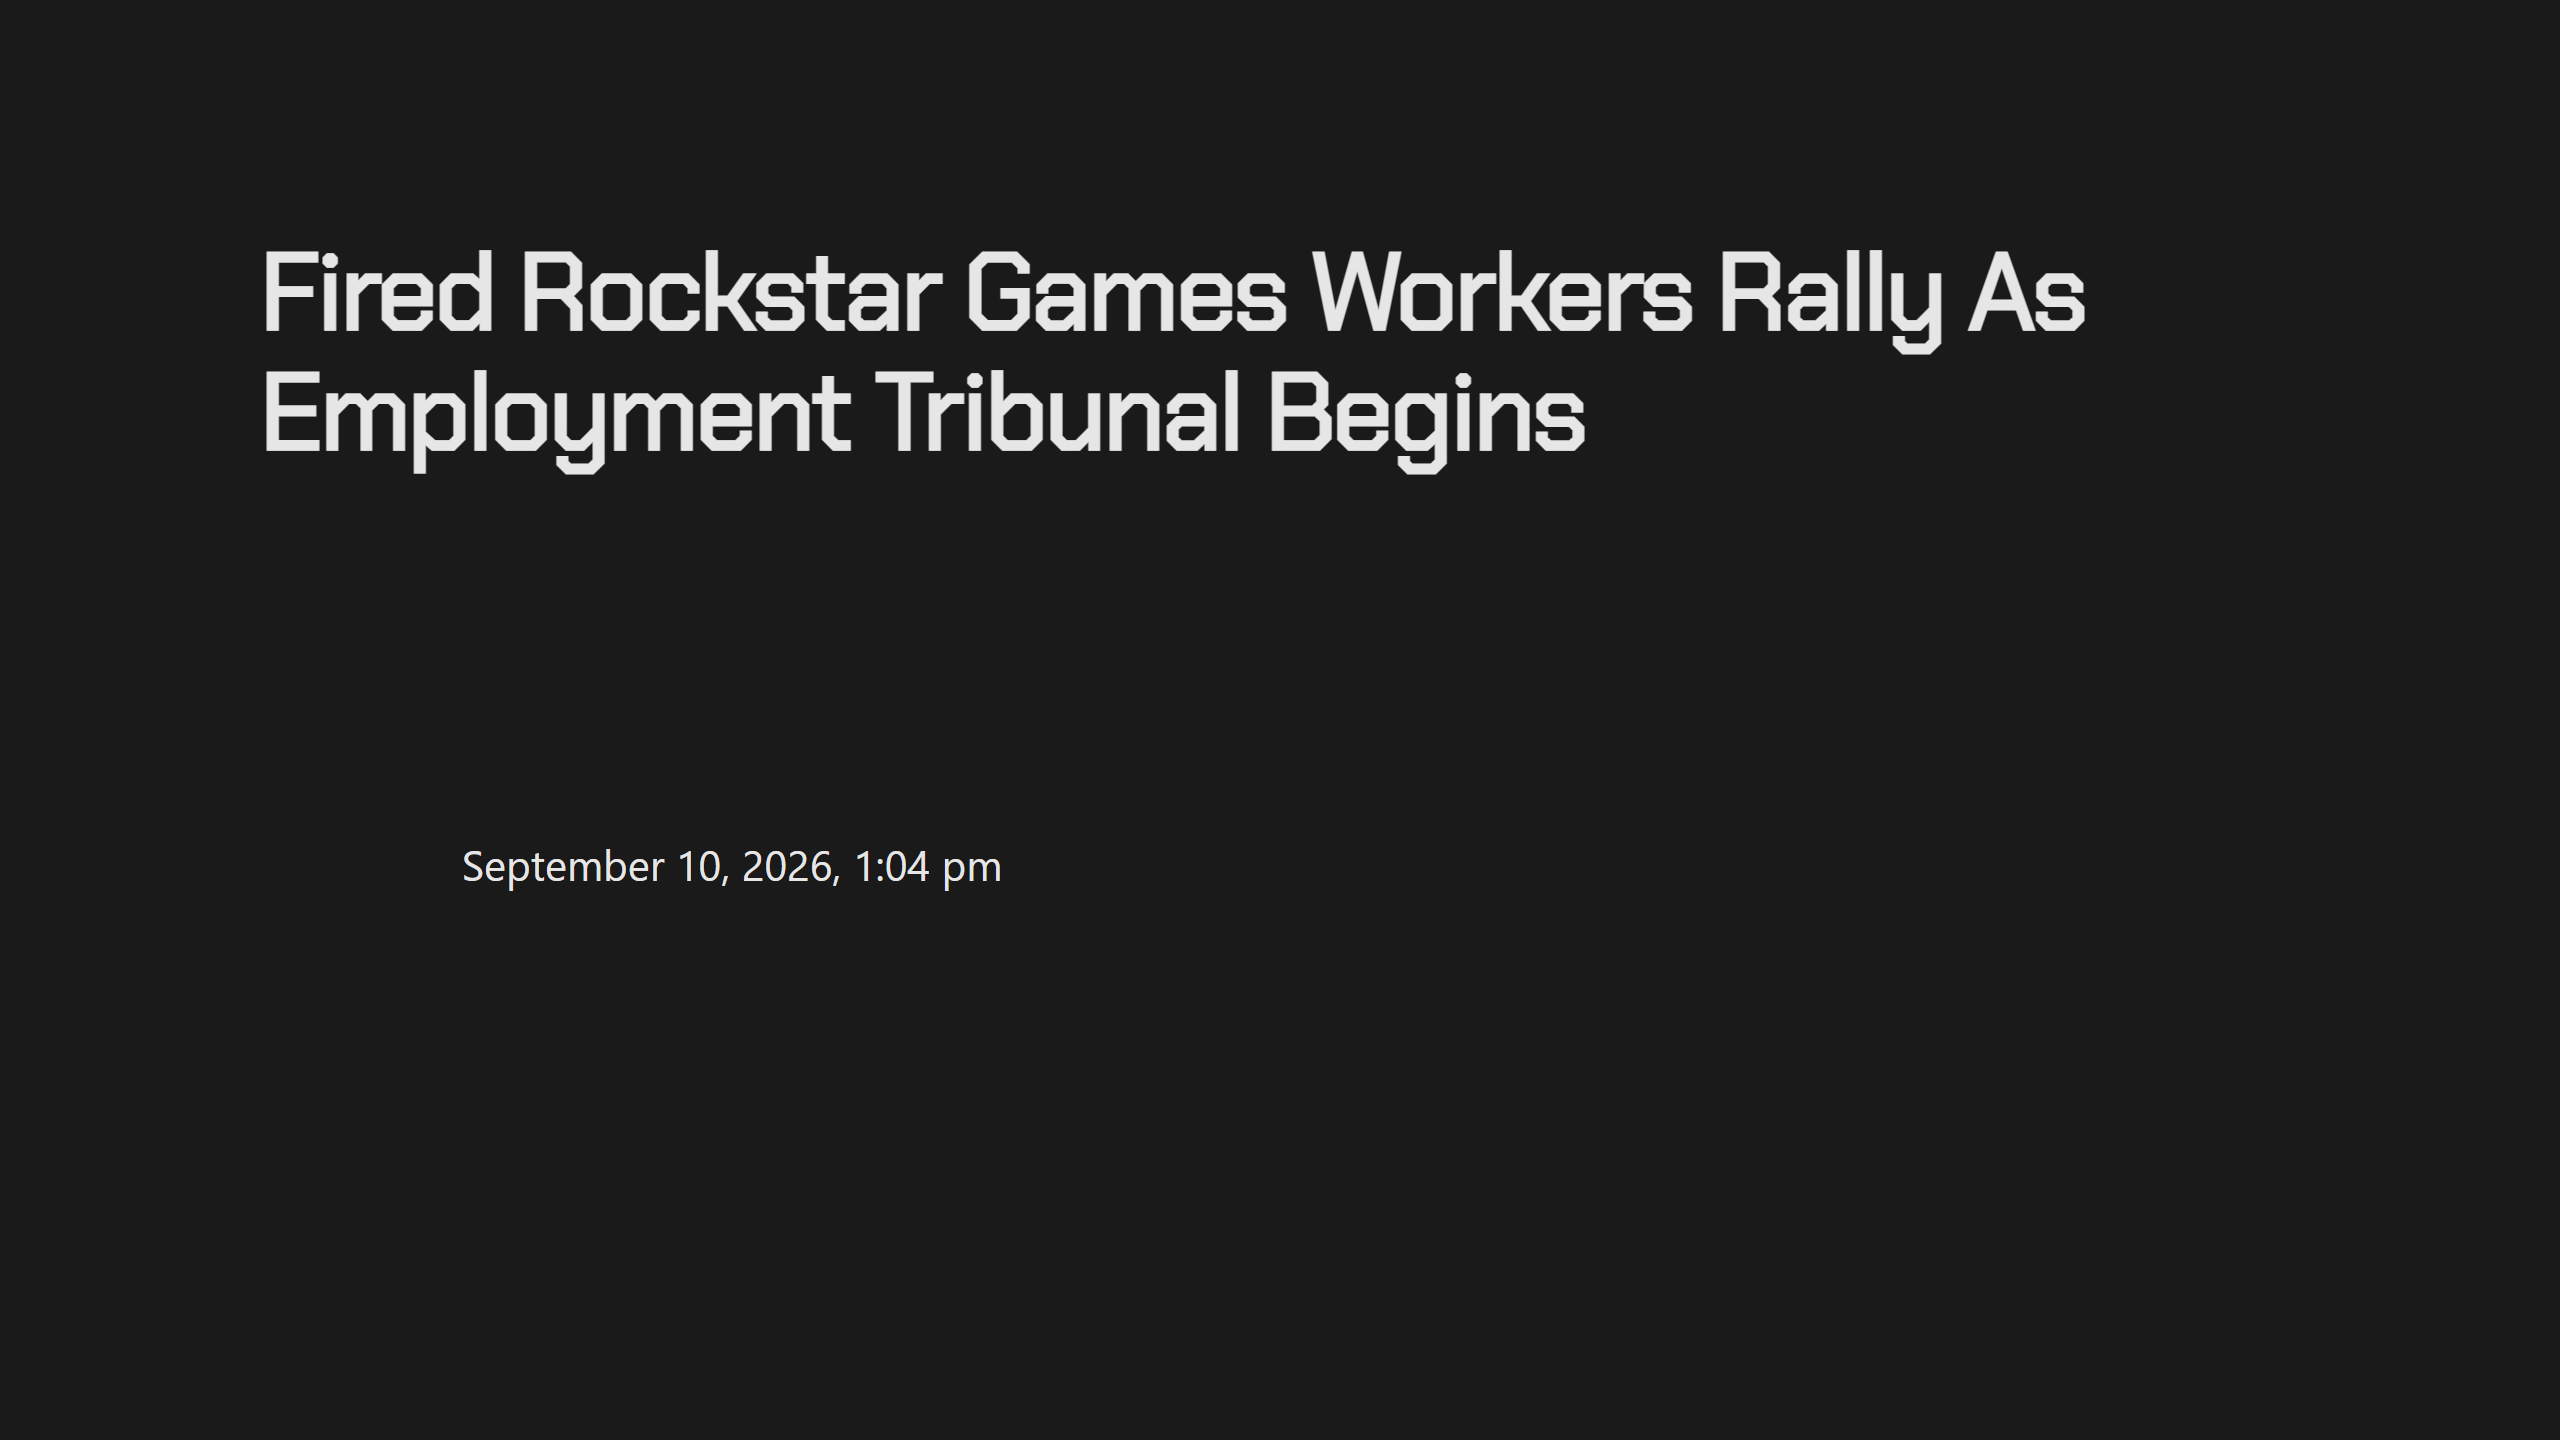 Fired Rockstar Games Workers Rally As
Employment Tribunal Begins
September 10, 2026, 1:04 pm